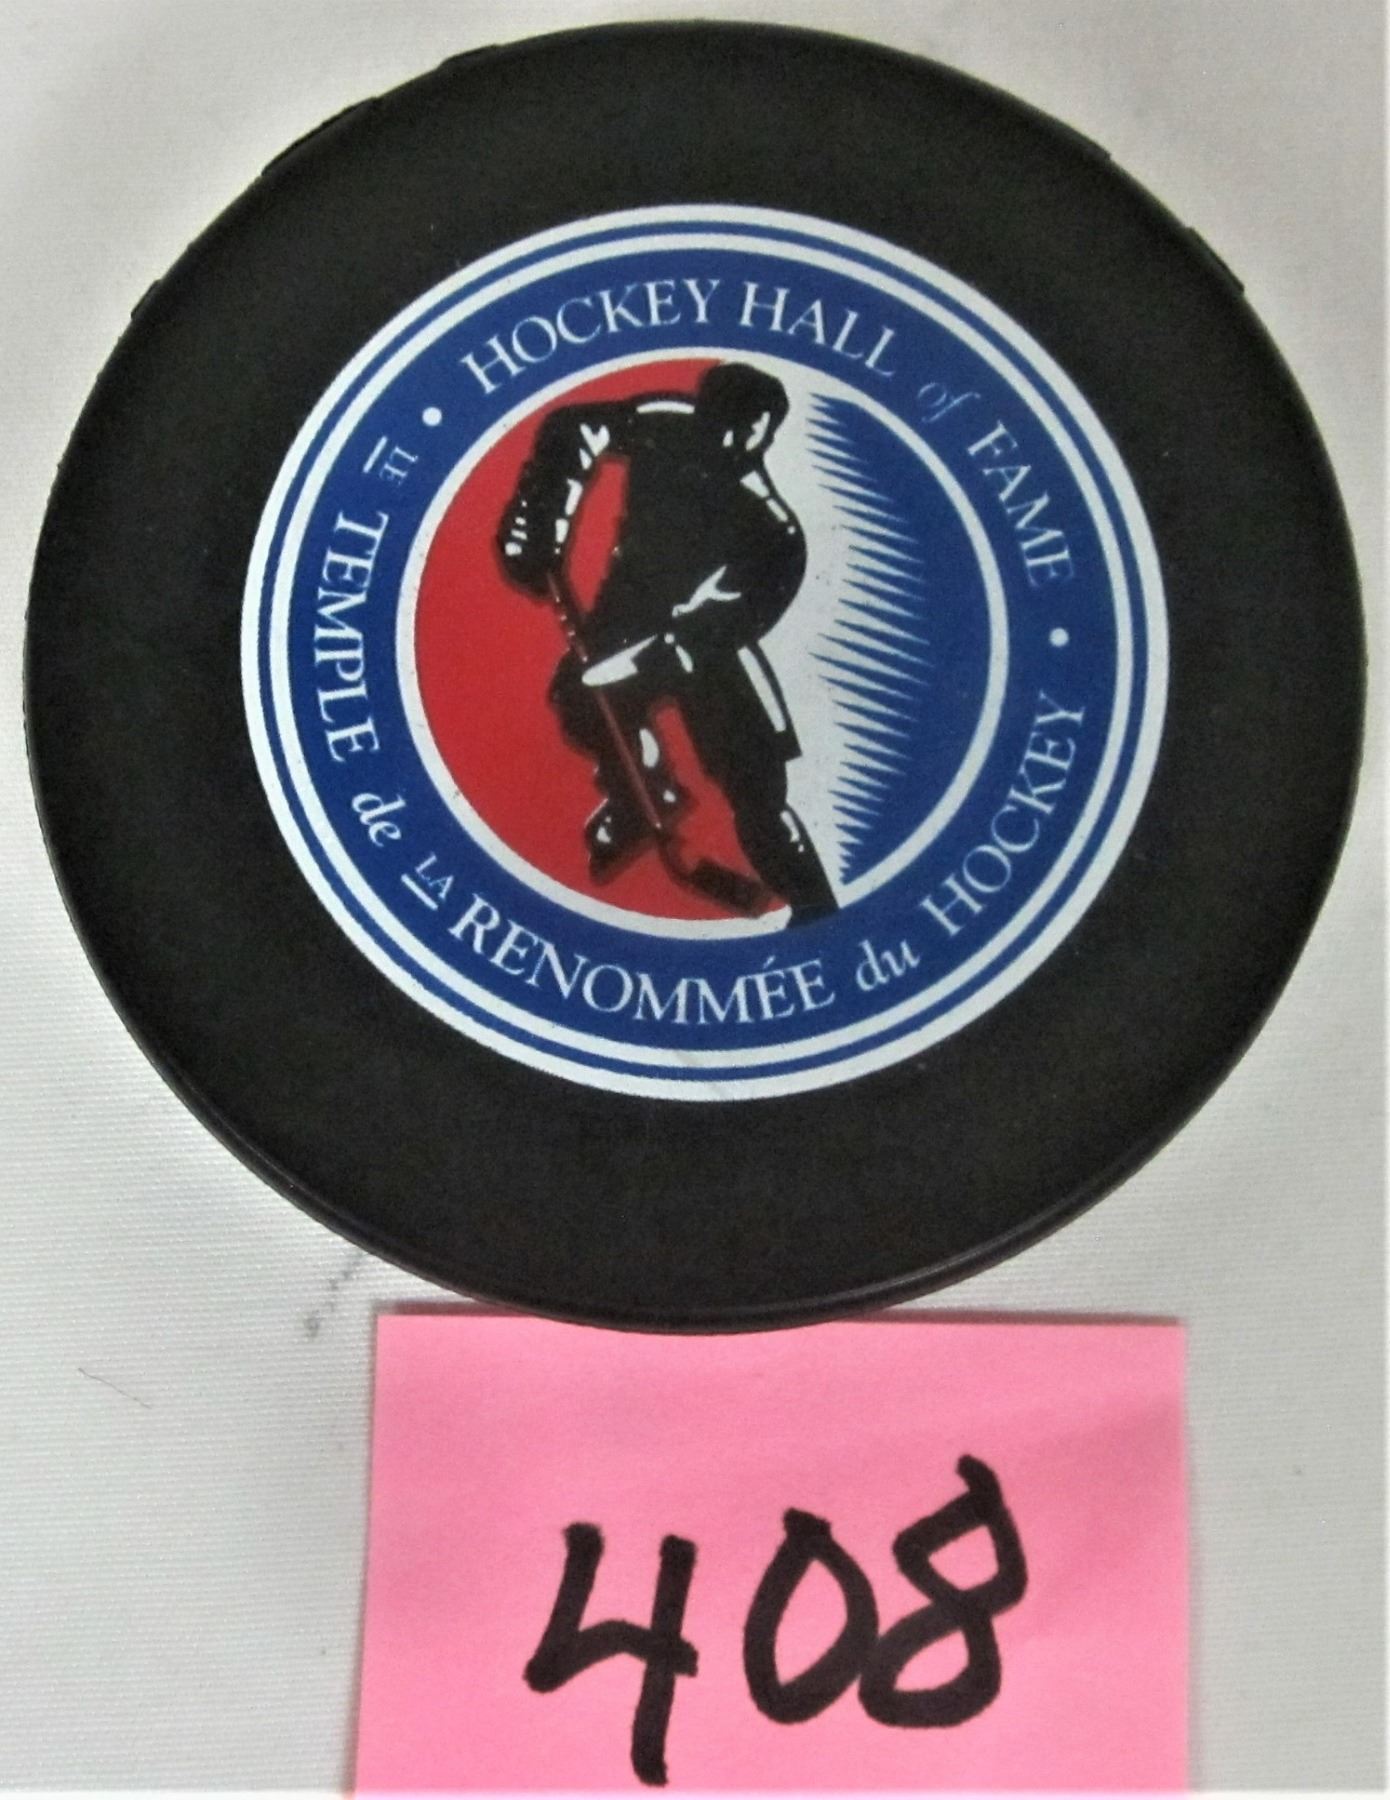 HOCKEY HALL of FAME
LE TEMPLE de LA RENOMMÉE du HOCKEY
408